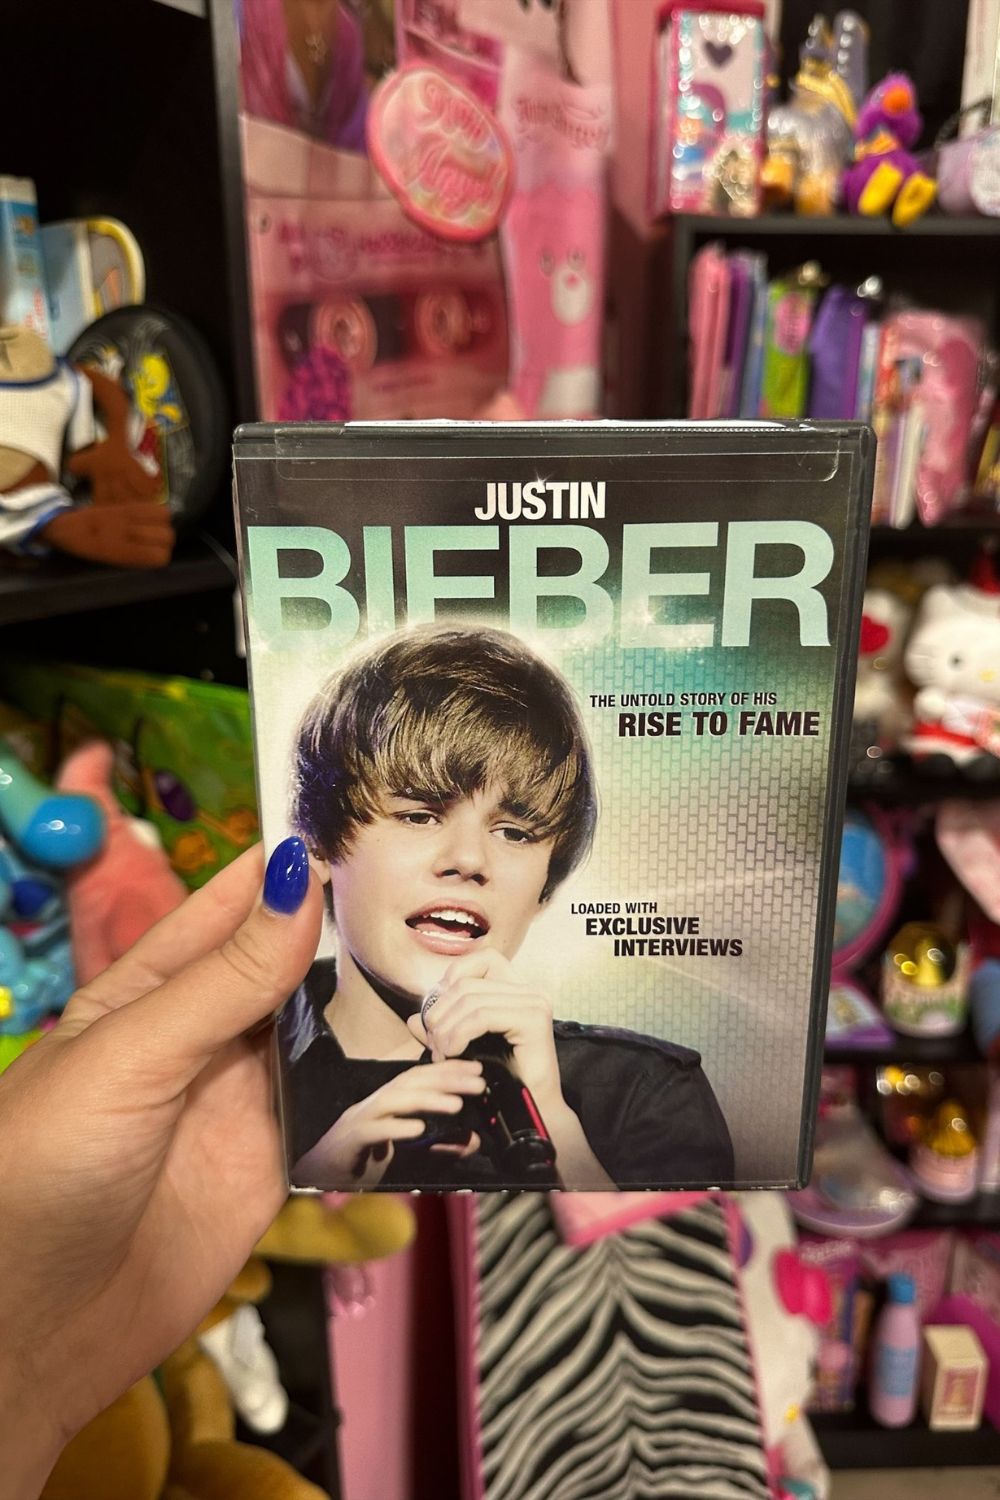 JUSTIN
BIEBER
THE UNTOLD STORY OF HIS
RISE TO FAME
LOADED WITH
EXCLUSIVE
INTERVIEWS